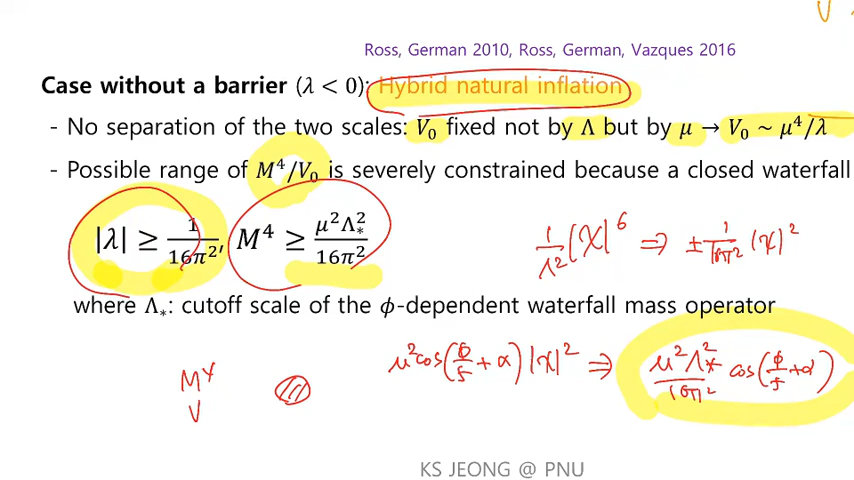 Ross, German 2010, Ross, German, Vazques 2016
Case without a barrier (λ < 0): Hybrid natural inflation
- No separation of the two scales: V₀ fixed not by Λ but by μ → V₀ ~ μ⁴/λ
- Possible range of M⁴/V₀ is severely constrained because a closed waterfall
|λ| ≥ 1/16π², M⁴ ≥ μ²Λ*²/16π²
1/Λ² |χ|⁶ ⇒ ± 1/16π² |χ|²
where Λ*: cutoff scale of the ϕ-dependent waterfall mass operator
μ² cos(ϕ/f + α) |χ|² ⇒ μ²Λ*²/16π² cos(ϕ/f + α)
M⁴
V
KS JEONG @ PNU